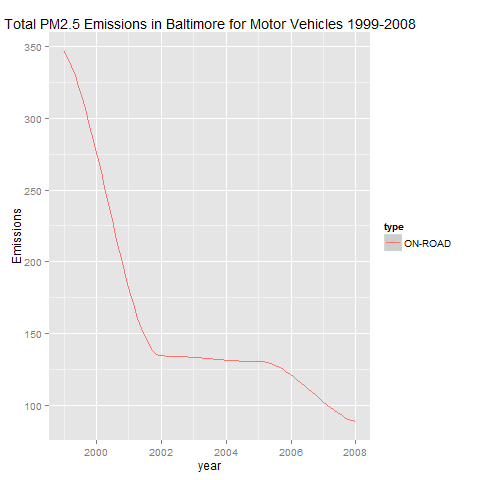 Total PM2.5 Emissions in Baltimore for Motor Vehicles 1999-2008
350
300
250
200
150
100
Emissions
2000
2002
2004
2006
2008
year
type
ON-ROAD